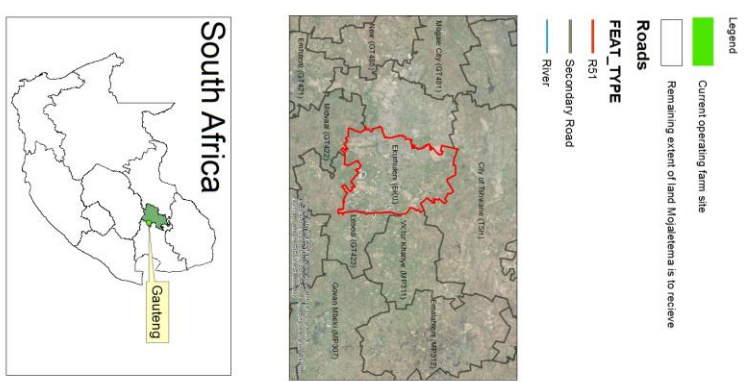 Legend
Current operating farm site
Remaining extent of land Mojaletema is to recieve
Roads
FEAT_TYPE
R51
Secondary Road
River
City of Tshwane (TSH)
Mogale City (GT481)
Emfuleni (GT421)
Midvaal (GT422)
Ekurhuleni (EKU)
Lesedi (GT423)
Victor Khanye (MP311)
Emalahleni (MP312)
Govan Mbeki (MP307)
South Africa
Gauteng